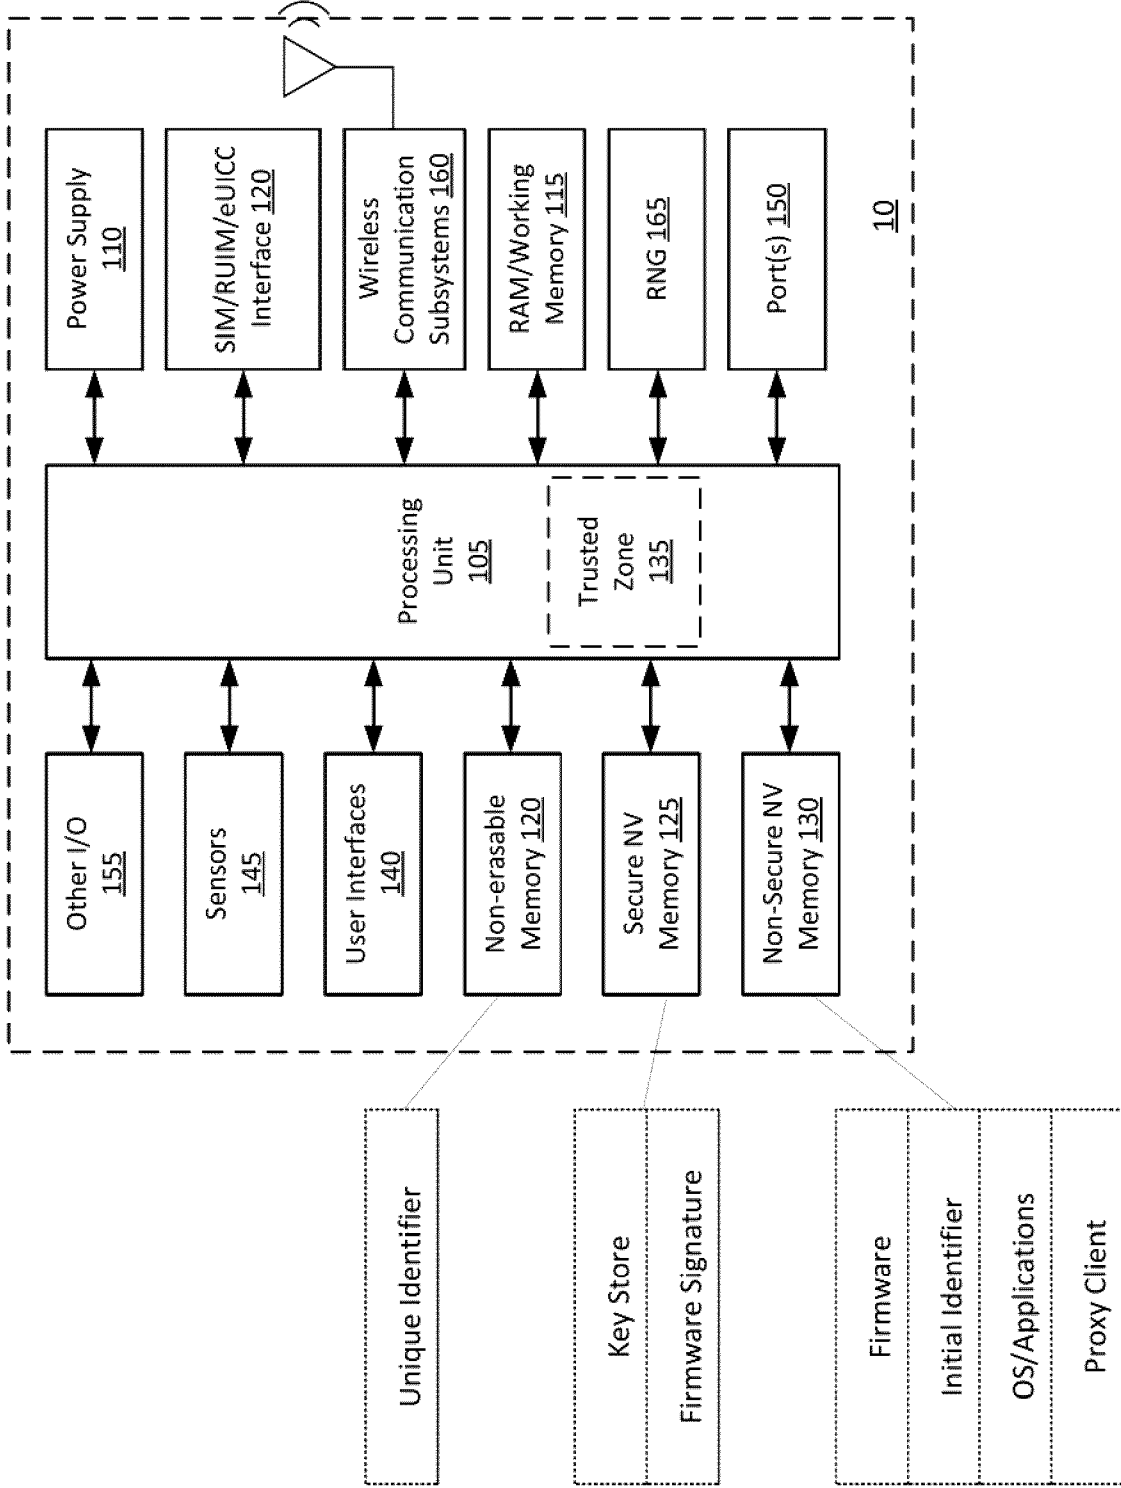 Power Supply
110
SIM/RUIM/eUICC
Interface 120
Wireless
Communication
Subsystems 160
RAM/Working
Memory 115
RNG 165
Port(s) 150
10
Processing
Unit
105
Trusted
Zone
135
Other I/O
155
Sensors
145
User Interfaces
140
Non-erasable
Memory 120
Secure NV
Memory 125
Non-Secure NV
Memory 130
Unique Identifier
Key Store
Firmware Signature
Firmware
Initial Identifier
OS/Applications
Proxy Client